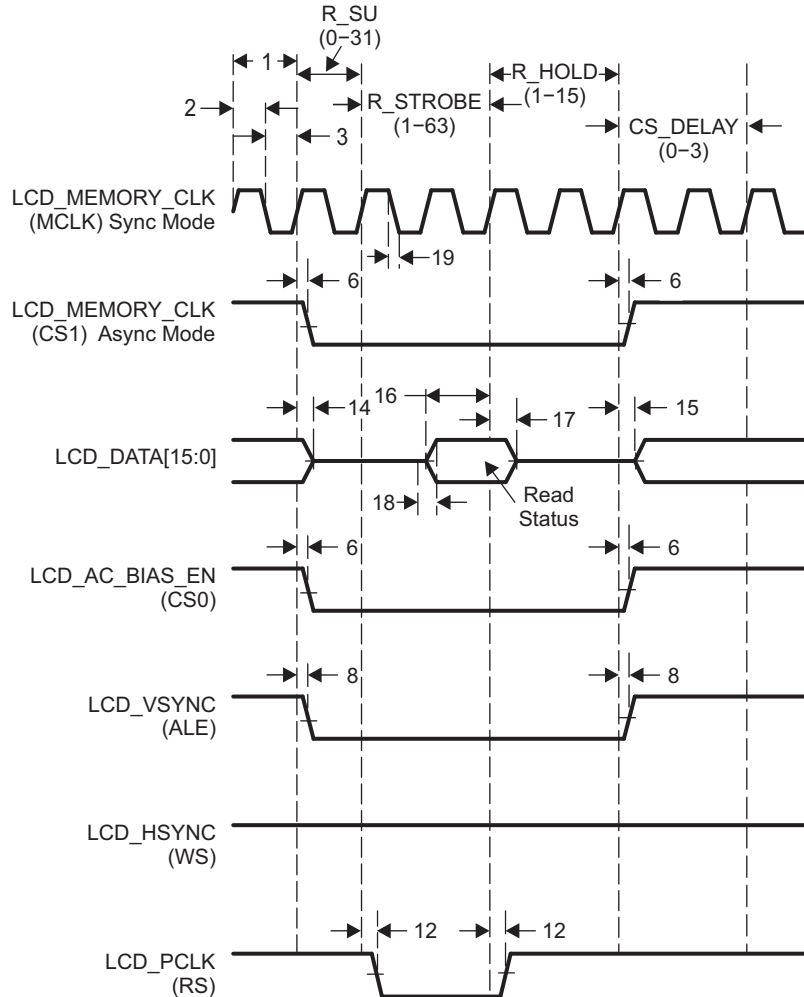 R_SU
(0−31)
1
R_HOLD
(1−15)
2
R_STROBE
(1−63)
CS_DELAY
(0−3)
3
LCD_MEMORY_CLK
(MCLK) Sync Mode
19
6
6
LCD_MEMORY_CLK
(CS1) Async Mode
16
14
17
15
LCD_DATA[15:0]
18
Read
Status
6
6
LCD_AC_BIAS_EN
(CS0)
8
8
LCD_VSYNC
(ALE)
LCD_HSYNC
(WS)
12
12
LCD_PCLK
(RS)